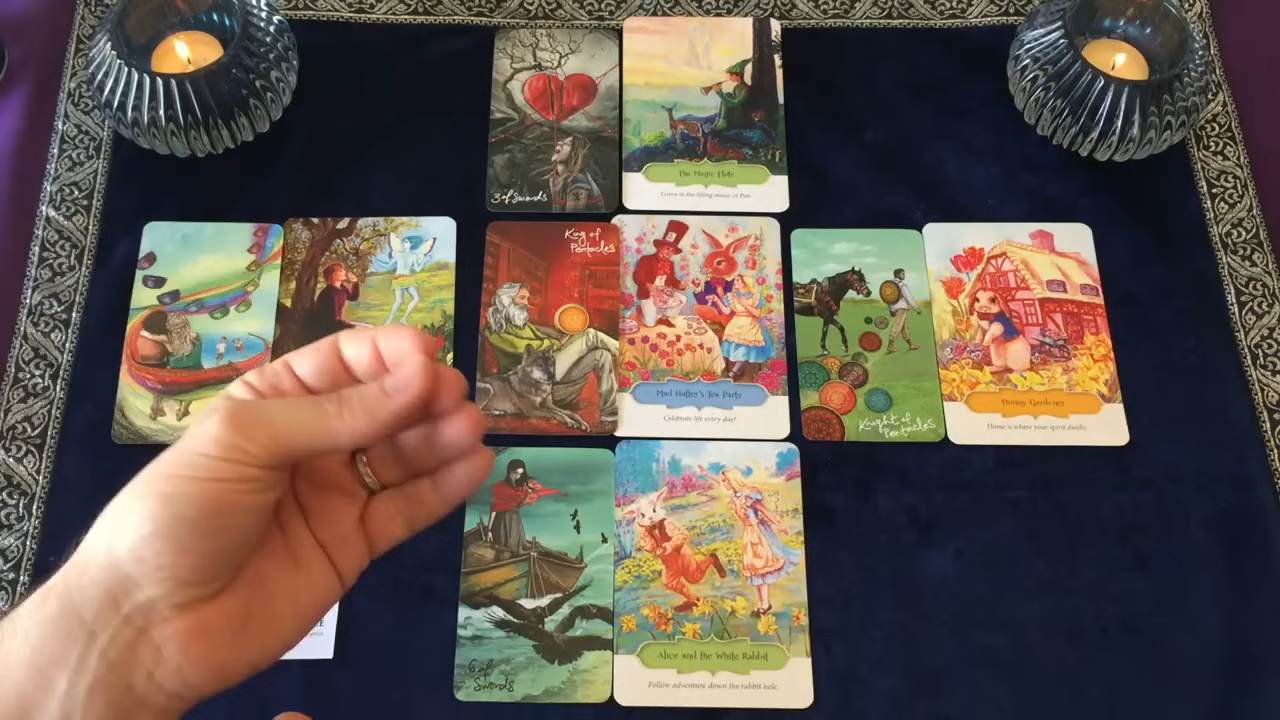 3 of Swords
The Magic Flute
Listen to the lilting music of Pan.
King of
Pentacles
Mad Hatter's Tea Party
Celebrate life every day!
Knight of
Pentacles
Bunny Gardener
Home is where your spirit dwells.
6 of
Swords
Alice and the White Rabbit
Follow adventure down the rabbit hole.